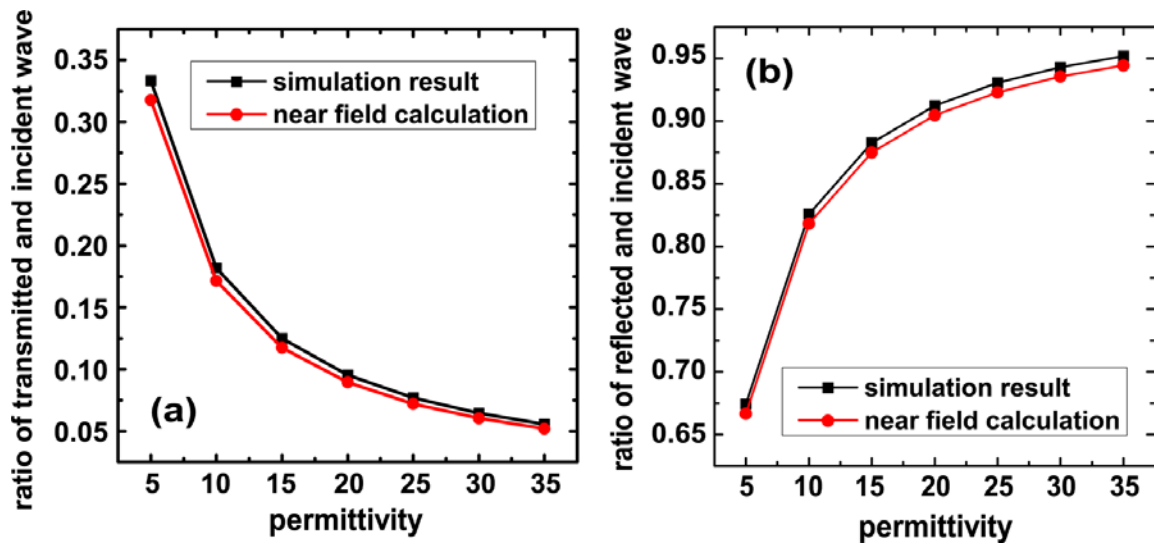 ratio of transmitted and incident wave
0.35
0.30
0.25
0.20
0.15
0.10
0.05
simulation result
near field calculation
(a)
5 10 15 20 25 30 35
permittivity
ratio of reflected and incident wave
0.95
0.90
0.85
0.80
0.75
0.70
0.65
(b)
simulation result
near field calculation
5 10 15 20 25 30 35
permittivity